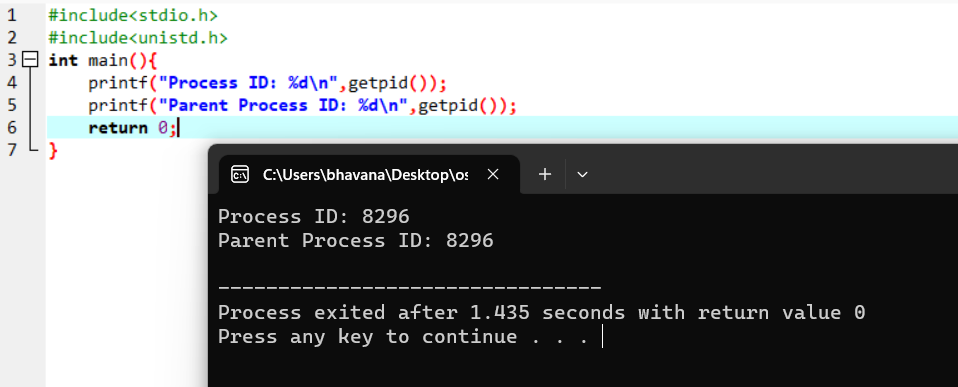 1 #include<stdio.h>
2 #include<unistd.h>
3 int main(){
4 printf("Process ID: %d\n",getpid());
5 printf("Parent Process ID: %d\n",getpid());
6 return 0;
7 }
C:\Users\bhavana\Desktop\os
Process ID: 8296
Parent Process ID: 8296
--------------------------------
Process exited after 1.435 seconds with return value 0
Press any key to continue . . .